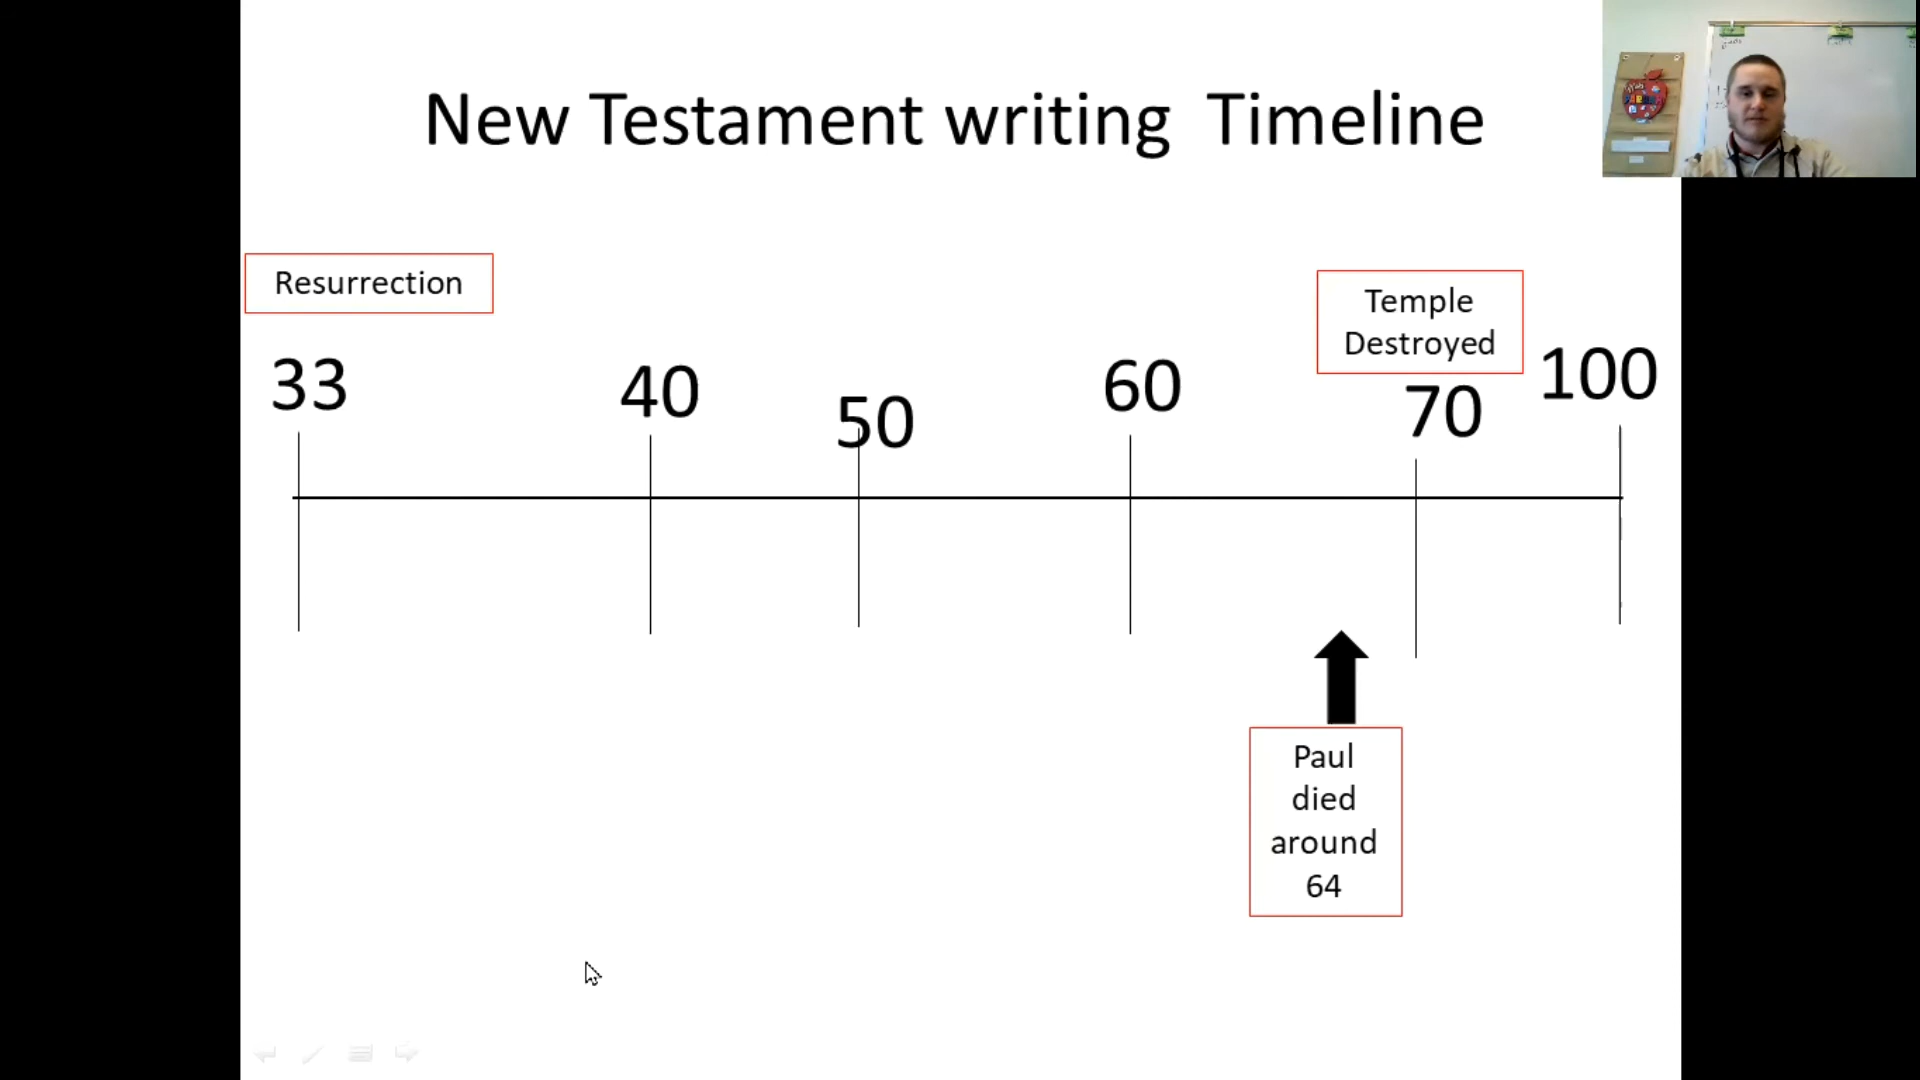 New Testament writing Timeline
Resurrection
Temple
Destroyed
33
40
50
60
70
100
Paul
died
around
64